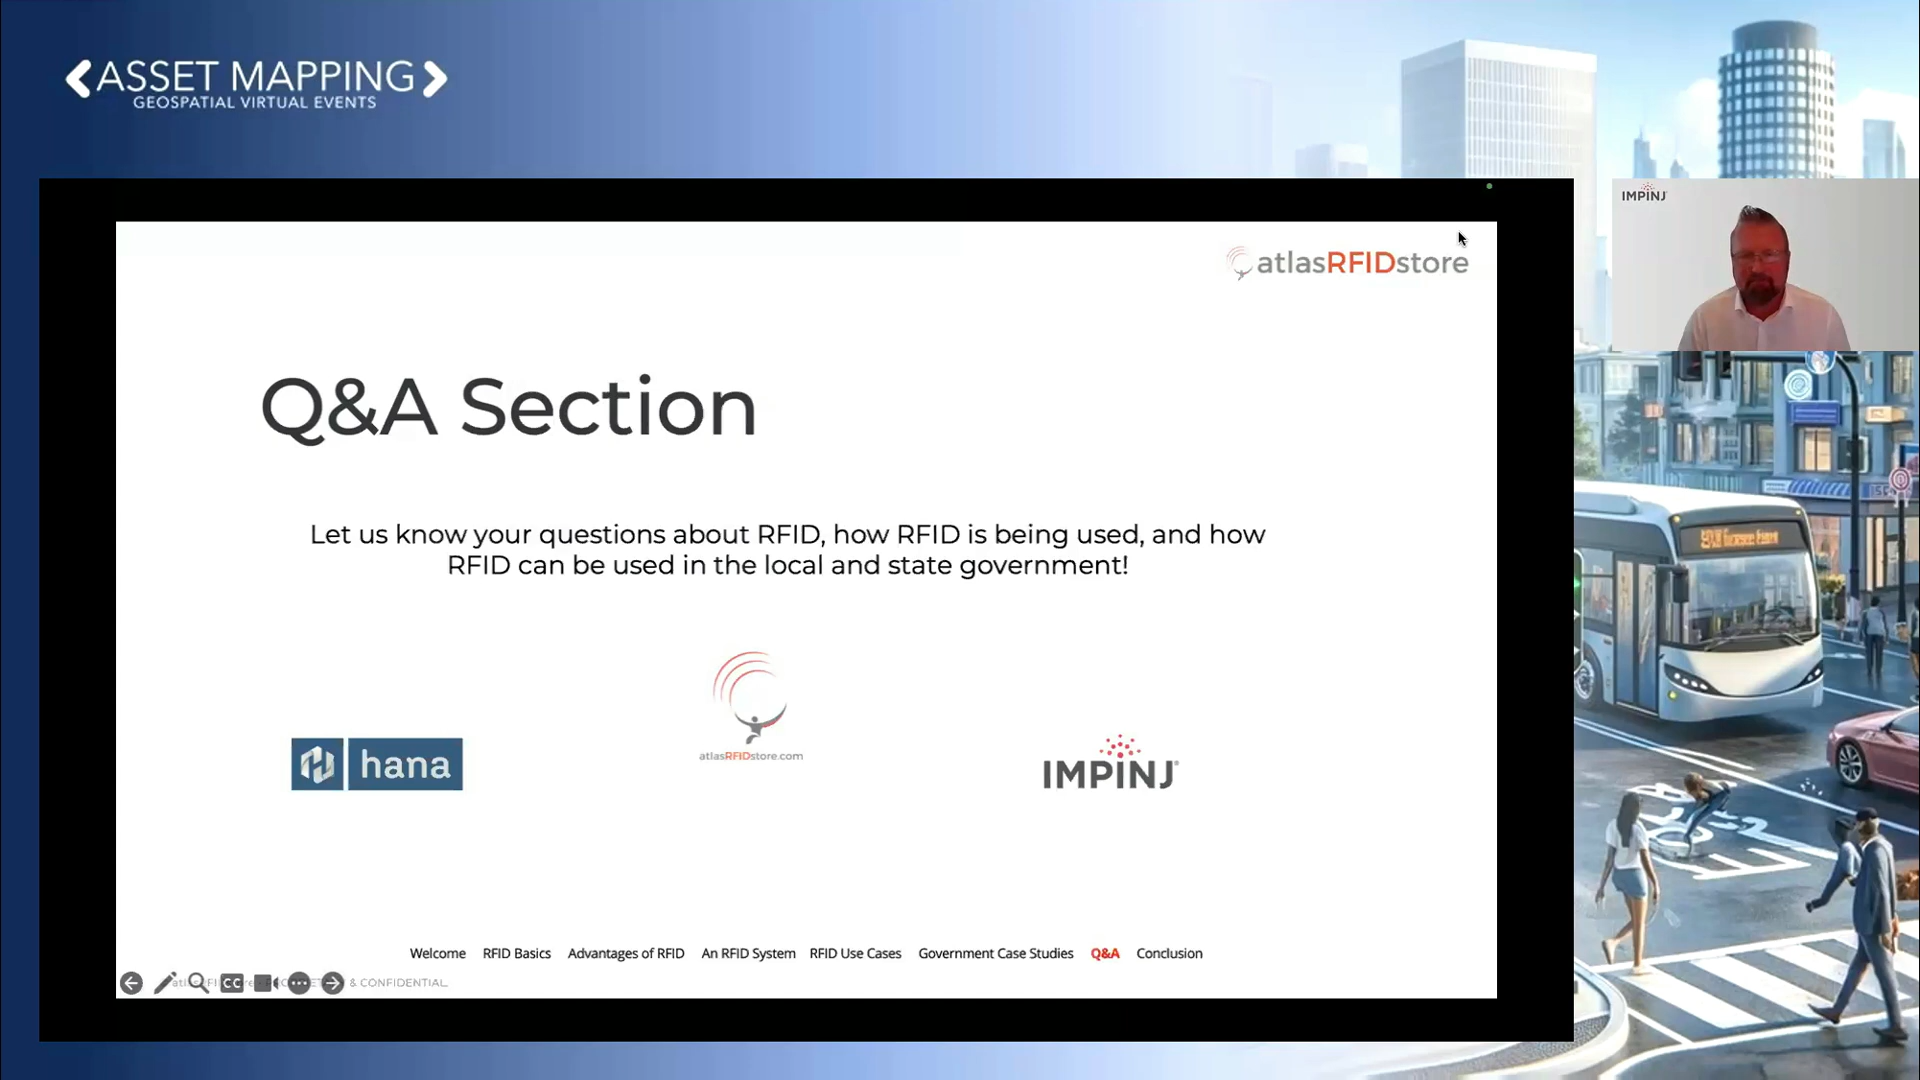 ASSET MAPPING
GEOSPATIAL VIRTUAL EVENTS
IMPINJ
atlasRFIDstore
Q&A Section
Let us know your questions about RFID, how RFID is being used, and how
RFID can be used in the local and state government!
atlasRFIDstore.com
hana
IMPINJ
Welcome RFID Basics Advantages of RFID An RFID System RFID Use Cases Government Case Studies Q&A Conclusion
CC
& CONFIDENTIAL